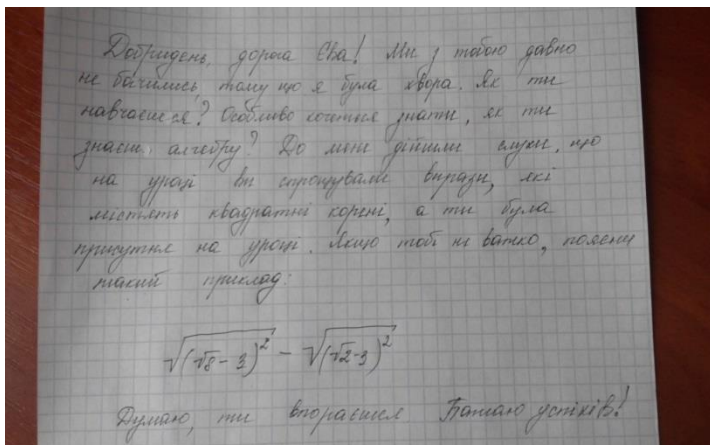 Добридень, дорога Єва! Ми з тобою давно
не бачились, тому що я була хвора. Як ти
навчаєшся? Особливо хочеться знати, як ти
знаєш алгебру? До мене дійшли слухи, що
на уроці ви спрощували вирази, які
містять квадратні корені, а ти була
присутня на уроці. Якщо тобі не важко, поясни
такий приклад:
√(√8 - 3)² - √(√2 - 3)²
Думаю, ти впораєшся Бажаю успіхів!